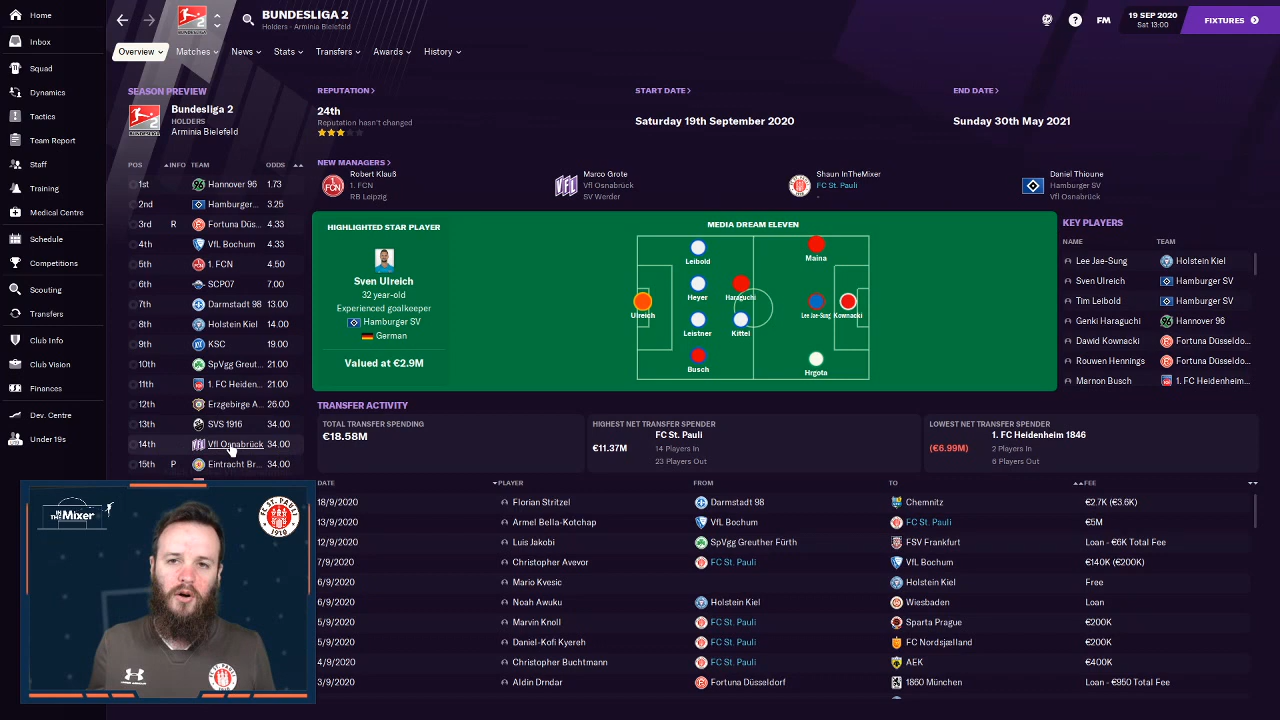 BUNDESLIGA 2
Holders - Arminia Bielefeld
FM
19 SEP 2020
Sat 13:00
FIXTURES
Overview
Matches
News
Stats
Transfers
Awards
History
Home
Inbox
Squad
Dynamics
Tactics
Team Report
Staff
Training
Medical Centre
Schedule
Competitions
Scouting
Transfers
Club Info
Club Vision
Finances
Dev. Centre
Under 19s
SEASON PREVIEW
Bundesliga 2
HOLDERS
Arminia Bielefeld
REPUTATION
24th
Reputation hasn't changed
START DATE
Saturday 19th September 2020
END DATE
Sunday 30th May 2021
NEW MANAGERS
Robert Klauß
1. FCN
RB Leipzig
Marco Grote
Vfl Osnabrück
SV Werder
Shaun InTheMixer
FC St. Pauli
-
Daniel Thioune
Hamburger SV
Vfl Osnabrück
POS INFO TEAM ODDS
1st Hannover 96 1.73
2nd Hamburger... 3.25
3rd R Fortuna Düs... 4.33
4th VfL Bochum 4.33
5th 1. FCN 4.50
6th SCP07 7.00
7th Darmstadt 98 13.00
8th Holstein Kiel 14.00
9th KSC 19.00
10th SpVgg Greut... 21.00
11th 1. FC Heiden... 21.00
12th Erzgebirge A... 26.00
13th SVS 1916 34.00
14th Vfl Osnabrück 34.00
15th P Eintracht Br... 34.00
HIGHLIGHTED STAR PLAYER
Sven Ulreich
32 year-old
Experienced goalkeeper
Hamburger SV
German
Valued at €2.9M
MEDIA DREAM ELEVEN
Leibold
Maina
Heyer
Haraguchi
Ulreich
Lee Jae-Sung
Kownacki
Leistner
Kittel
Busch
Hrgota
KEY PLAYERS
NAME TEAM
Lee Jae-Sung Holstein Kiel
Sven Ulreich Hamburger SV
Tim Leibold Hamburger SV
Genki Haraguchi Hannover 96
Dawid Kownacki Fortuna Düsseldo...
Rouwen Hennings Fortuna Düsseldo...
Marnon Busch 1. FC Heidenheim...
TRANSFER ACTIVITY
TOTAL TRANSFER SPENDING
€18.58M
HIGHEST NET TRANSFER SPENDER
€11.37M
FC St. Pauli
14 Players In
23 Players Out
LOWEST NET TRANSFER SPENDER
(€6.99M)
1. FC Heidenheim 1846
2 Players In
6 Players Out
DATE PLAYER FROM TO FEE
18/9/2020 Florian Stritzel Darmstadt 98 Chemnitz €2.7K (€3.6K)
13/9/2020 Armel Bella-Kotchap VfL Bochum FC St. Pauli €5M
12/9/2020 Luis Jakobi SpVgg Greuther Fürth FSV Frankfurt Loan - €6K Total Fee
7/9/2020 Christopher Avevor FC St. Pauli VfL Bochum €140K (€200K)
6/9/2020 Mario Kvesic Holstein Kiel Free
6/9/2020 Noah Awuku Holstein Kiel Wiesbaden Loan
5/9/2020 Marvin Knoll FC St. Pauli Sparta Prague €200K
5/9/2020 Daniel-Kofi Kyereh FC St. Pauli FC Nordsjælland €200K
4/9/2020 Christopher Buchtmann FC St. Pauli AEK €400K
3/9/2020 Aldin Drndar Fortuna Düsseldorf 1860 München Loan - €950 Total Fee
IN
theMixer
FC ST. PAULI
1910